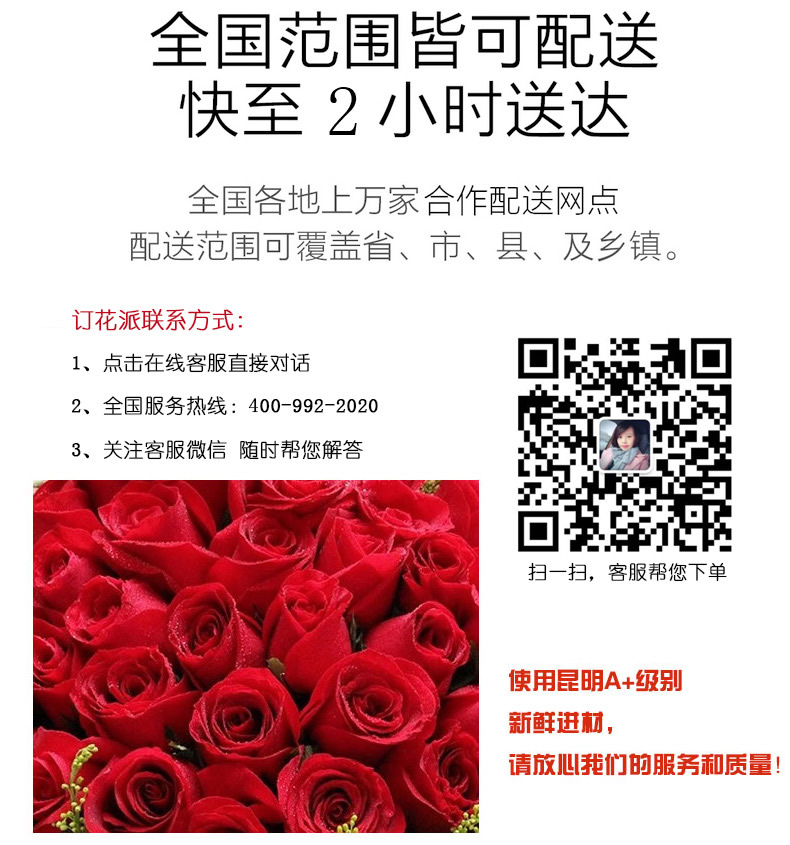 全国范围皆可配送
快至 2 小时送达
全国各地上万家合作配送网点
配送范围可覆盖省、市、县、及乡镇。
订花派联系方式：
1、点击在线客服直接对话
2、全国服务热线：400-992-2020
3、关注客服微信 随时帮您解答
扫一扫，客服帮您下单
使用昆明A+级别
新鲜进材，
请放心我们的服务和质量！